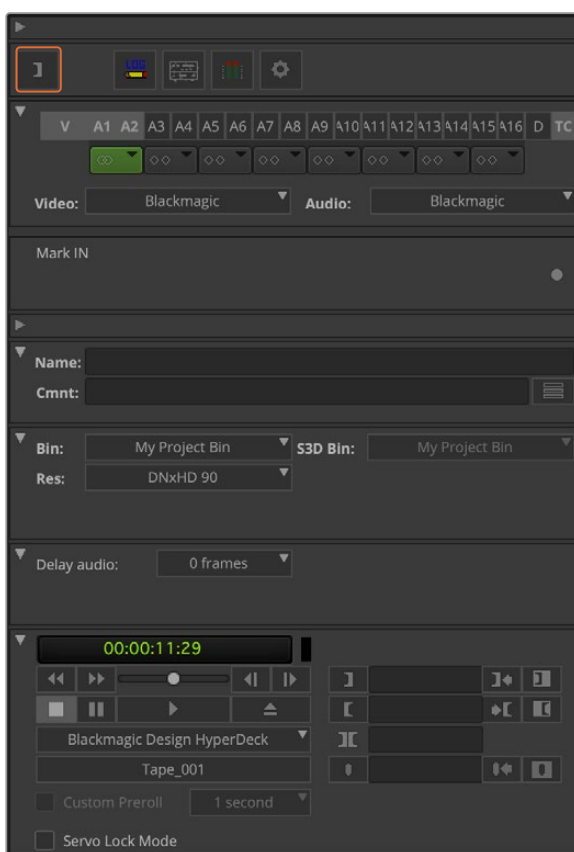 LOG
V A1 A2 A3 A4 A5 A6 A7 A8 A9 A10 A11 A12 A13 A14 A15 A16 D TC
Video: Blackmagic Audio: Blackmagic
Mark IN
Name:
Cmnt:
Bin: My Project Bin S3D Bin: My Project Bin
Res: DNxHD 90
Delay audio: 0 frames
00:00:11:29
Blackmagic Design HyperDeck
Tape_001
Custom Preroll 1 second
Servo Lock Mode